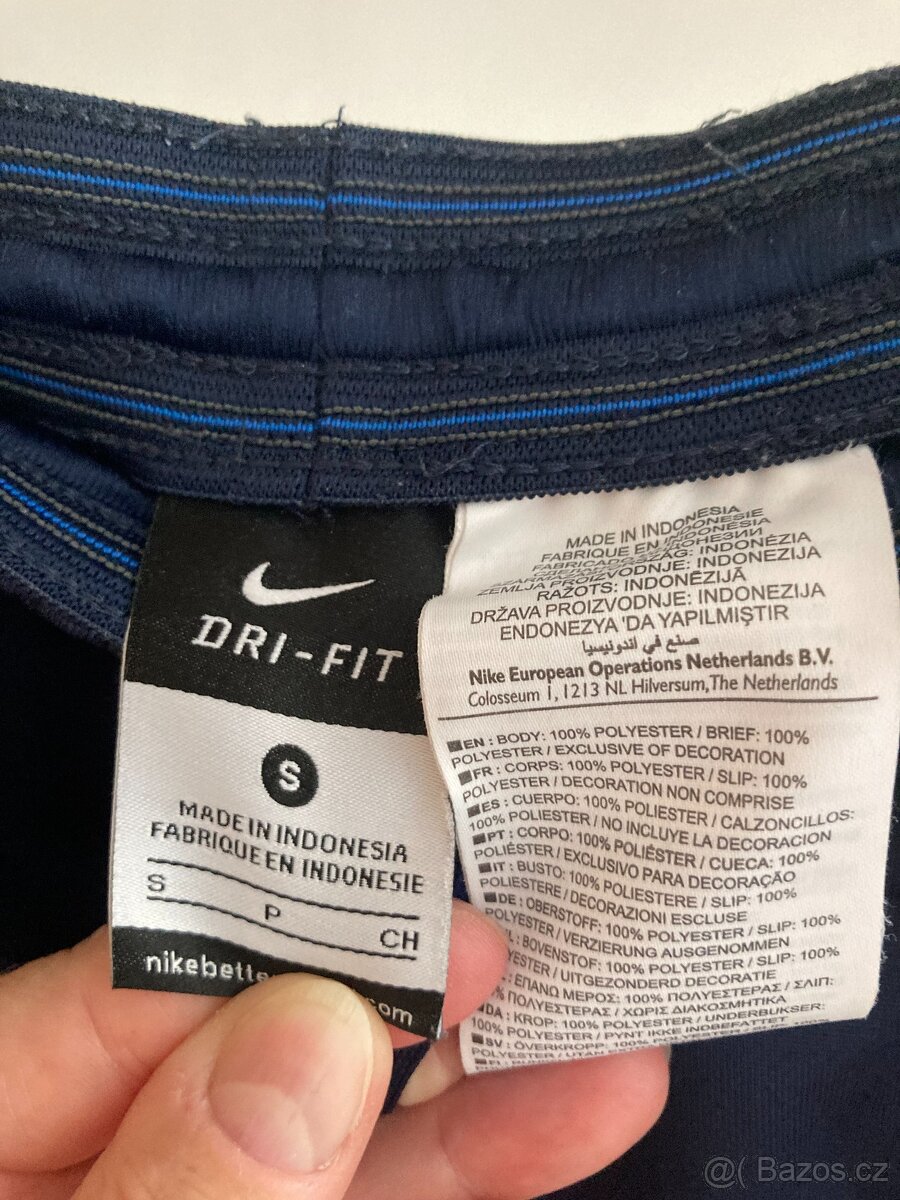 DRI-FIT
S
MADE IN INDONESIA
FABRIQUE EN INDONESIE
S
P
CH
nikebette
.com
MADE IN INDONESIA
FABRIQUE EN INDONESIE
INDONÉZIA
ZEMLJA PROIZVODNJE: INDONEZIJA
RAŽOTS: INDONĒZIJĀ
DRŽAVA PROIZVODNJE: INDONEZIJA
ENDONEZYA 'DA YAPILMIŞTIR
صنع في اندونيسيا
Nike European Operations Netherlands B.V.
Colosseum 1, 1213 NL Hilversum, The Netherlands
EN : BODY: 100% POLYESTER / BRIEF: 100%
POLYESTER / EXCLUSIVE OF DECORATION
FR : CORPS: 100% POLYESTER / SLIP: 100%
POLYESTER / DECORATION NON COMPRISE
ES : CUERPO: 100% POLIESTER / CALZONCILLOS:
100% POLIESTER / NO INCLUYE LA DECORACION
PT : CORPO: 100% POLIÉSTER / CUECA: 100%
POLIÉSTER / EXCLUSIVO PARA DECORAÇÃO
IT : BUSTO: 100% POLIESTERE / SLIP: 100%
POLIESTERE / DECORAZIONI ESCLUSE
DE : OBERSTOFF: 100% POLYESTER / SLIP: 100%
POLYESTER / VERZIERUNG AUSGENOMMEN
: BOVENSTOF: 100% POLYESTER / SLIP: 100%
YESTER / UITGEZONDERD DECORATIE
: ΕΠΑΝΩ ΜΕΡΟΣ: 100% ΠΟΛΥΕΣΤΕΡΑΣ / ΣΛΙΠ:
% ΠΟΛΥΕΣΤΕΡΑΣ / ΧΩΡΙΣ ΔΙΑΚΟΣΜΗΤΙΚΑ
DA : KROP: 100% POLYESTER / UNDERBUKSER:
100% POLYESTER / PYNT IKKE INDBEFATTET
SV : ÖVERKROPP: 100% POLYESTER / SLIP: 100%
POLYESTER / UTAN
@( Bazos.cz